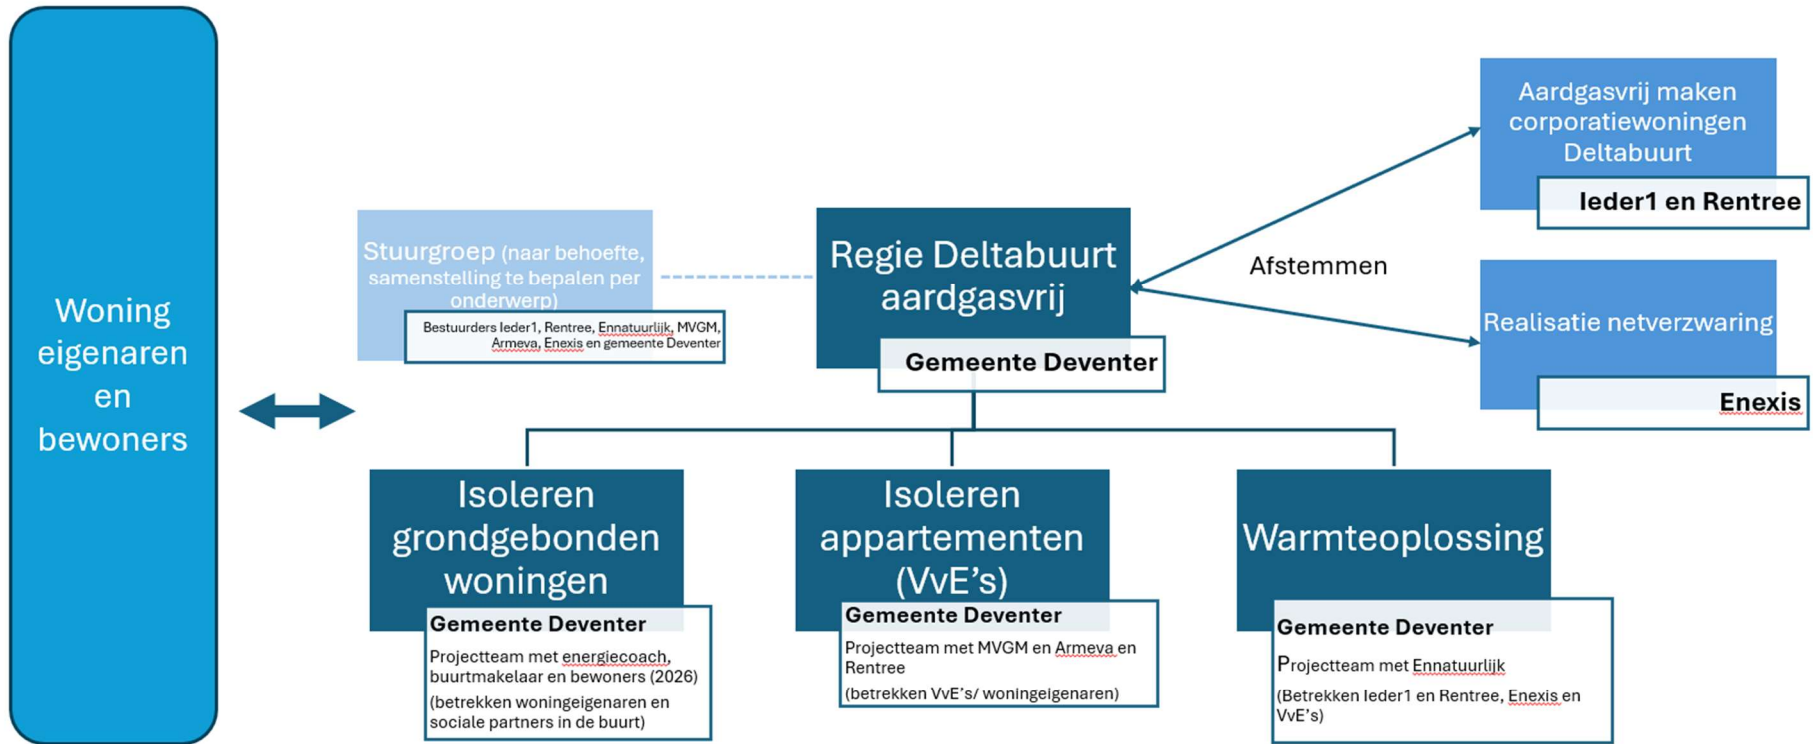 Woning
eigenaren
en
bewoners
Stuurgroep (naar behoefte,
samenstelling te bepalen per
onderwerp)
Bestuurders Ieder1, Rentree, Ennatuurlijk, MVGM,
Armeva, Enexis en gemeente Deventer
Regie Deltabuurt
aardgasvrij
Gemeente Deventer
Afstemmen
Aardgasvrij maken
corporatiewoningen
Deltabuurt
Ieder1 en Rentree
Realisatie netverzwaring
Enexis
Isoleren
grondgebonden
woningen
Gemeente Deventer
Projectteam met energiecoach,
buurtmakelaar en bewoners (2026)
(betrekken woningeigenaren en
sociale partners in de buurt)
Isoleren
appartementen
(VvE’s)
Gemeente Deventer
Projectteam met MVGM en Armeva en
Rentree
(betrekken VvE’s/ woningeigenaren)
Warmteoplossing
Gemeente Deventer
Projectteam met Ennatuurlijk
(Betrekken Ieder1 en Rentree, Enexis en
VvE’s)